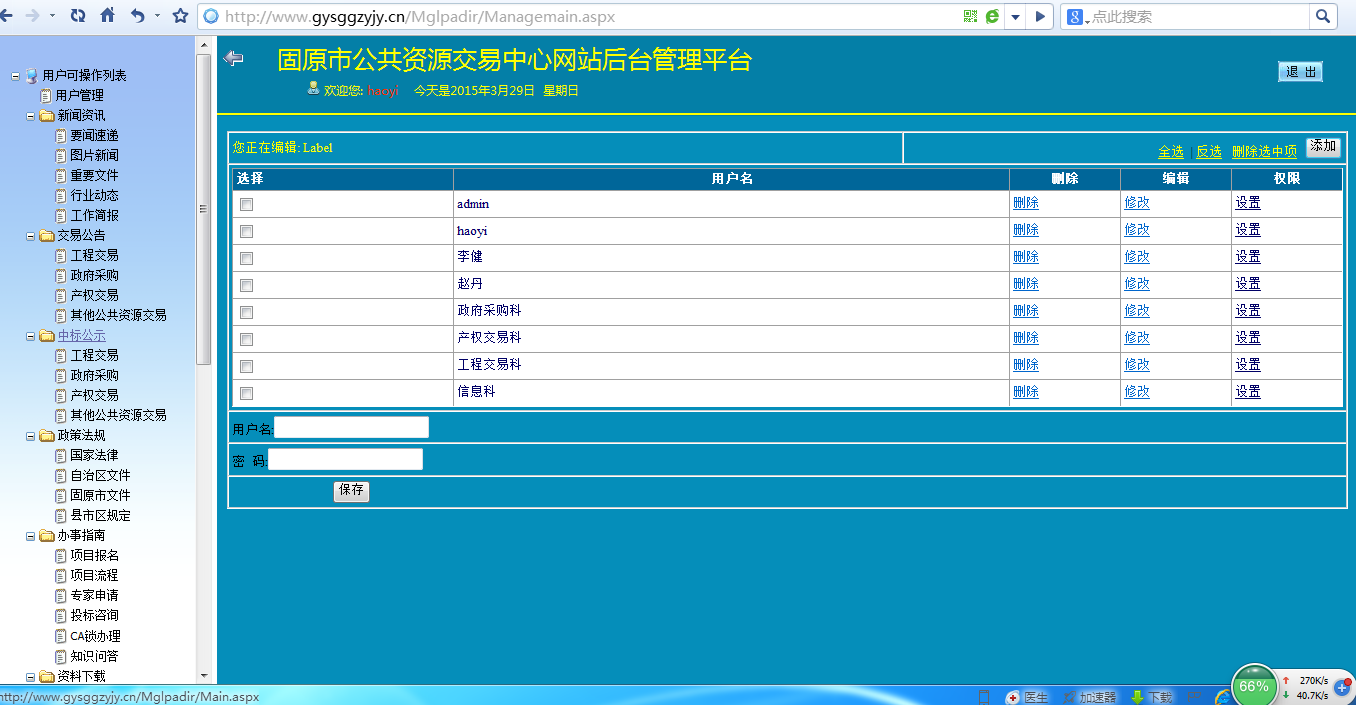 http://www.gysggzyjy.cn/Mglpadir/Managemain.aspx
点此搜索
用户可操作列表
用户管理
新闻资讯
要闻速递
图片新闻
重要文件
行业动态
工作简报
交易公告
工程交易
政府采购
产权交易
其他公共资源交易
中标公示
工程交易
政府采购
产权交易
其他公共资源交易
政策法规
国家法律
自治区文件
固原市文件
县市区规定
办事指南
项目报名
项目流程
专家申请
投标咨询
CA锁办理
知识问答
资料下载
固原市公共资源交易中心网站后台管理平台
欢迎您: haoyi 今天是2015年3月29日 星期日
退 出
您正在编辑: Label
全选 | 反选 删除选中项 添加
选择 用户名 删除 编辑 权限
admin 删除 修改 设置
haoyi 删除 修改 设置
李健 删除 修改 设置
赵丹 删除 修改 设置
政府采购科 删除 修改 设置
产权交易科 删除 修改 设置
工程交易科 删除 修改 设置
信息科 删除 修改 设置
用户名:
密 码:
保存
http://www.gysggzyjy.cn/Mglpadir/Main.aspx
医生 加速器 下载
66%
270K/s
40.7K/s